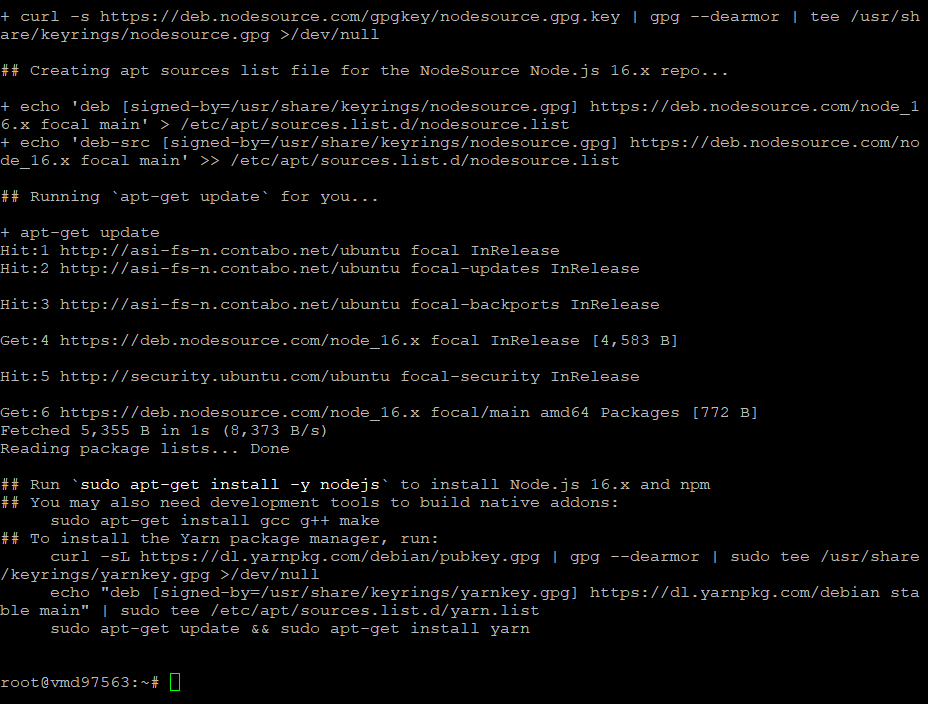 + curl -s https://deb.nodesource.com/gpgkey/nodesource.gpg.key | gpg --dearmor | tee /usr/sh
are/keyrings/nodesource.gpg >/dev/null
## Creating apt sources list file for the NodeSource Node.js 16.x repo...
+ echo 'deb [signed-by=/usr/share/keyrings/nodesource.gpg] https://deb.nodesource.com/node_1
6.x focal main' > /etc/apt/sources.list.d/nodesource.list
+ echo 'deb-src [signed-by=/usr/share/keyrings/nodesource.gpg] https://deb.nodesource.com/no
de_16.x focal main' >> /etc/apt/sources.list.d/nodesource.list
## Running `apt-get update` for you...
+ apt-get update
Hit:1 http://asi-fs-n.contabo.net/ubuntu focal InRelease
Hit:2 http://asi-fs-n.contabo.net/ubuntu focal-updates InRelease
Hit:3 http://asi-fs-n.contabo.net/ubuntu focal-backports InRelease
Get:4 https://deb.nodesource.com/node_16.x focal InRelease [4,583 B]
Hit:5 http://security.ubuntu.com/ubuntu focal-security InRelease
Get:6 https://deb.nodesource.com/node_16.x focal/main amd64 Packages [772 B]
Fetched 5,355 B in 1s (8,373 B/s)
Reading package lists... Done
## Run `sudo apt-get install -y nodejs` to install Node.js 16.x and npm
## You may also need development tools to build native addons:
     sudo apt-get install gcc g++ make
## To install the Yarn package manager, run:
     curl -sL https://dl.yarnpkg.com/debian/pubkey.gpg | gpg --dearmor | sudo tee /usr/share
/keyrings/yarnkey.gpg >/dev/null
     echo "deb [signed-by=/usr/share/keyrings/yarnkey.gpg] https://dl.yarnpkg.com/debian sta
ble main" | sudo tee /etc/apt/sources.list.d/yarn.list
     sudo apt-get update && sudo apt-get install yarn
root@vmd97563:~#